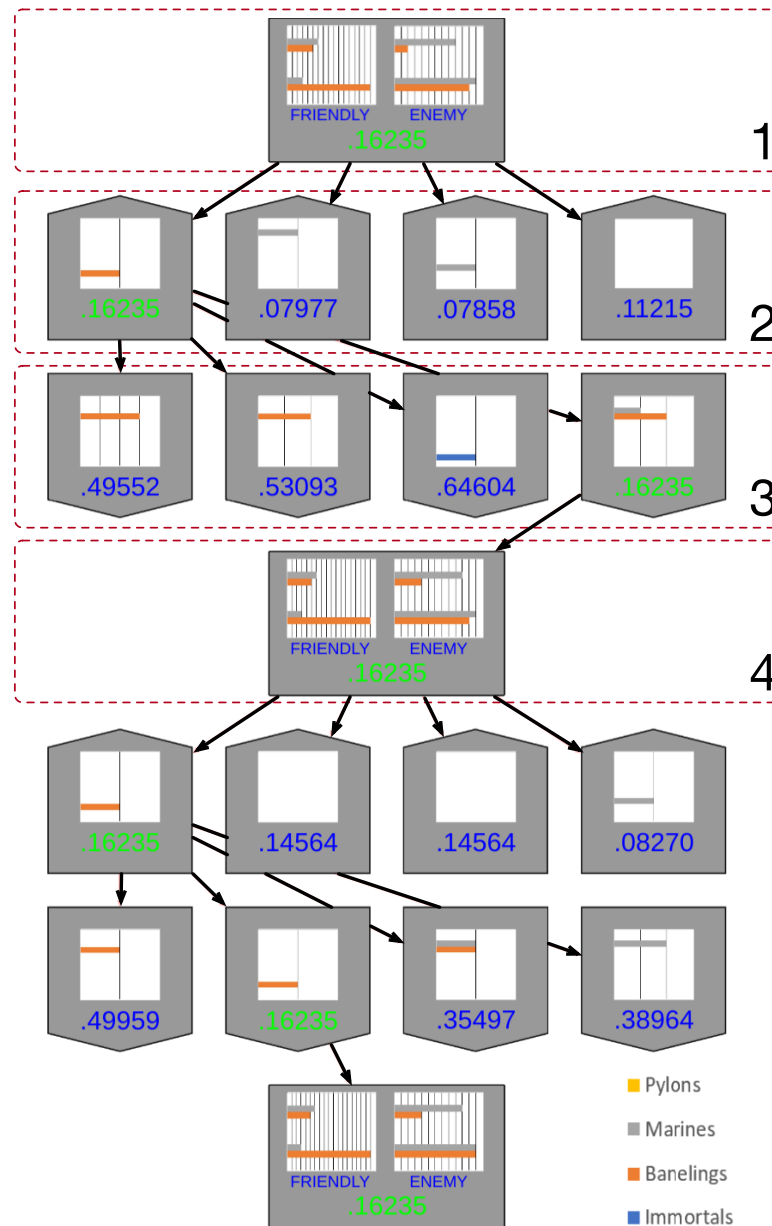 FRIENDLY ENEMY
.16235
1
.16235 .07977 .07858 .11215
2
.49552 .53093 .64604 .16235
3
FRIENDLY ENEMY
.16235
4
.16235 .14564 .14564 .08270
.49959 .16235 .35497 .38964
Pylons
Marines
Banelings
Immortals
FRIENDLY ENEMY
.16235